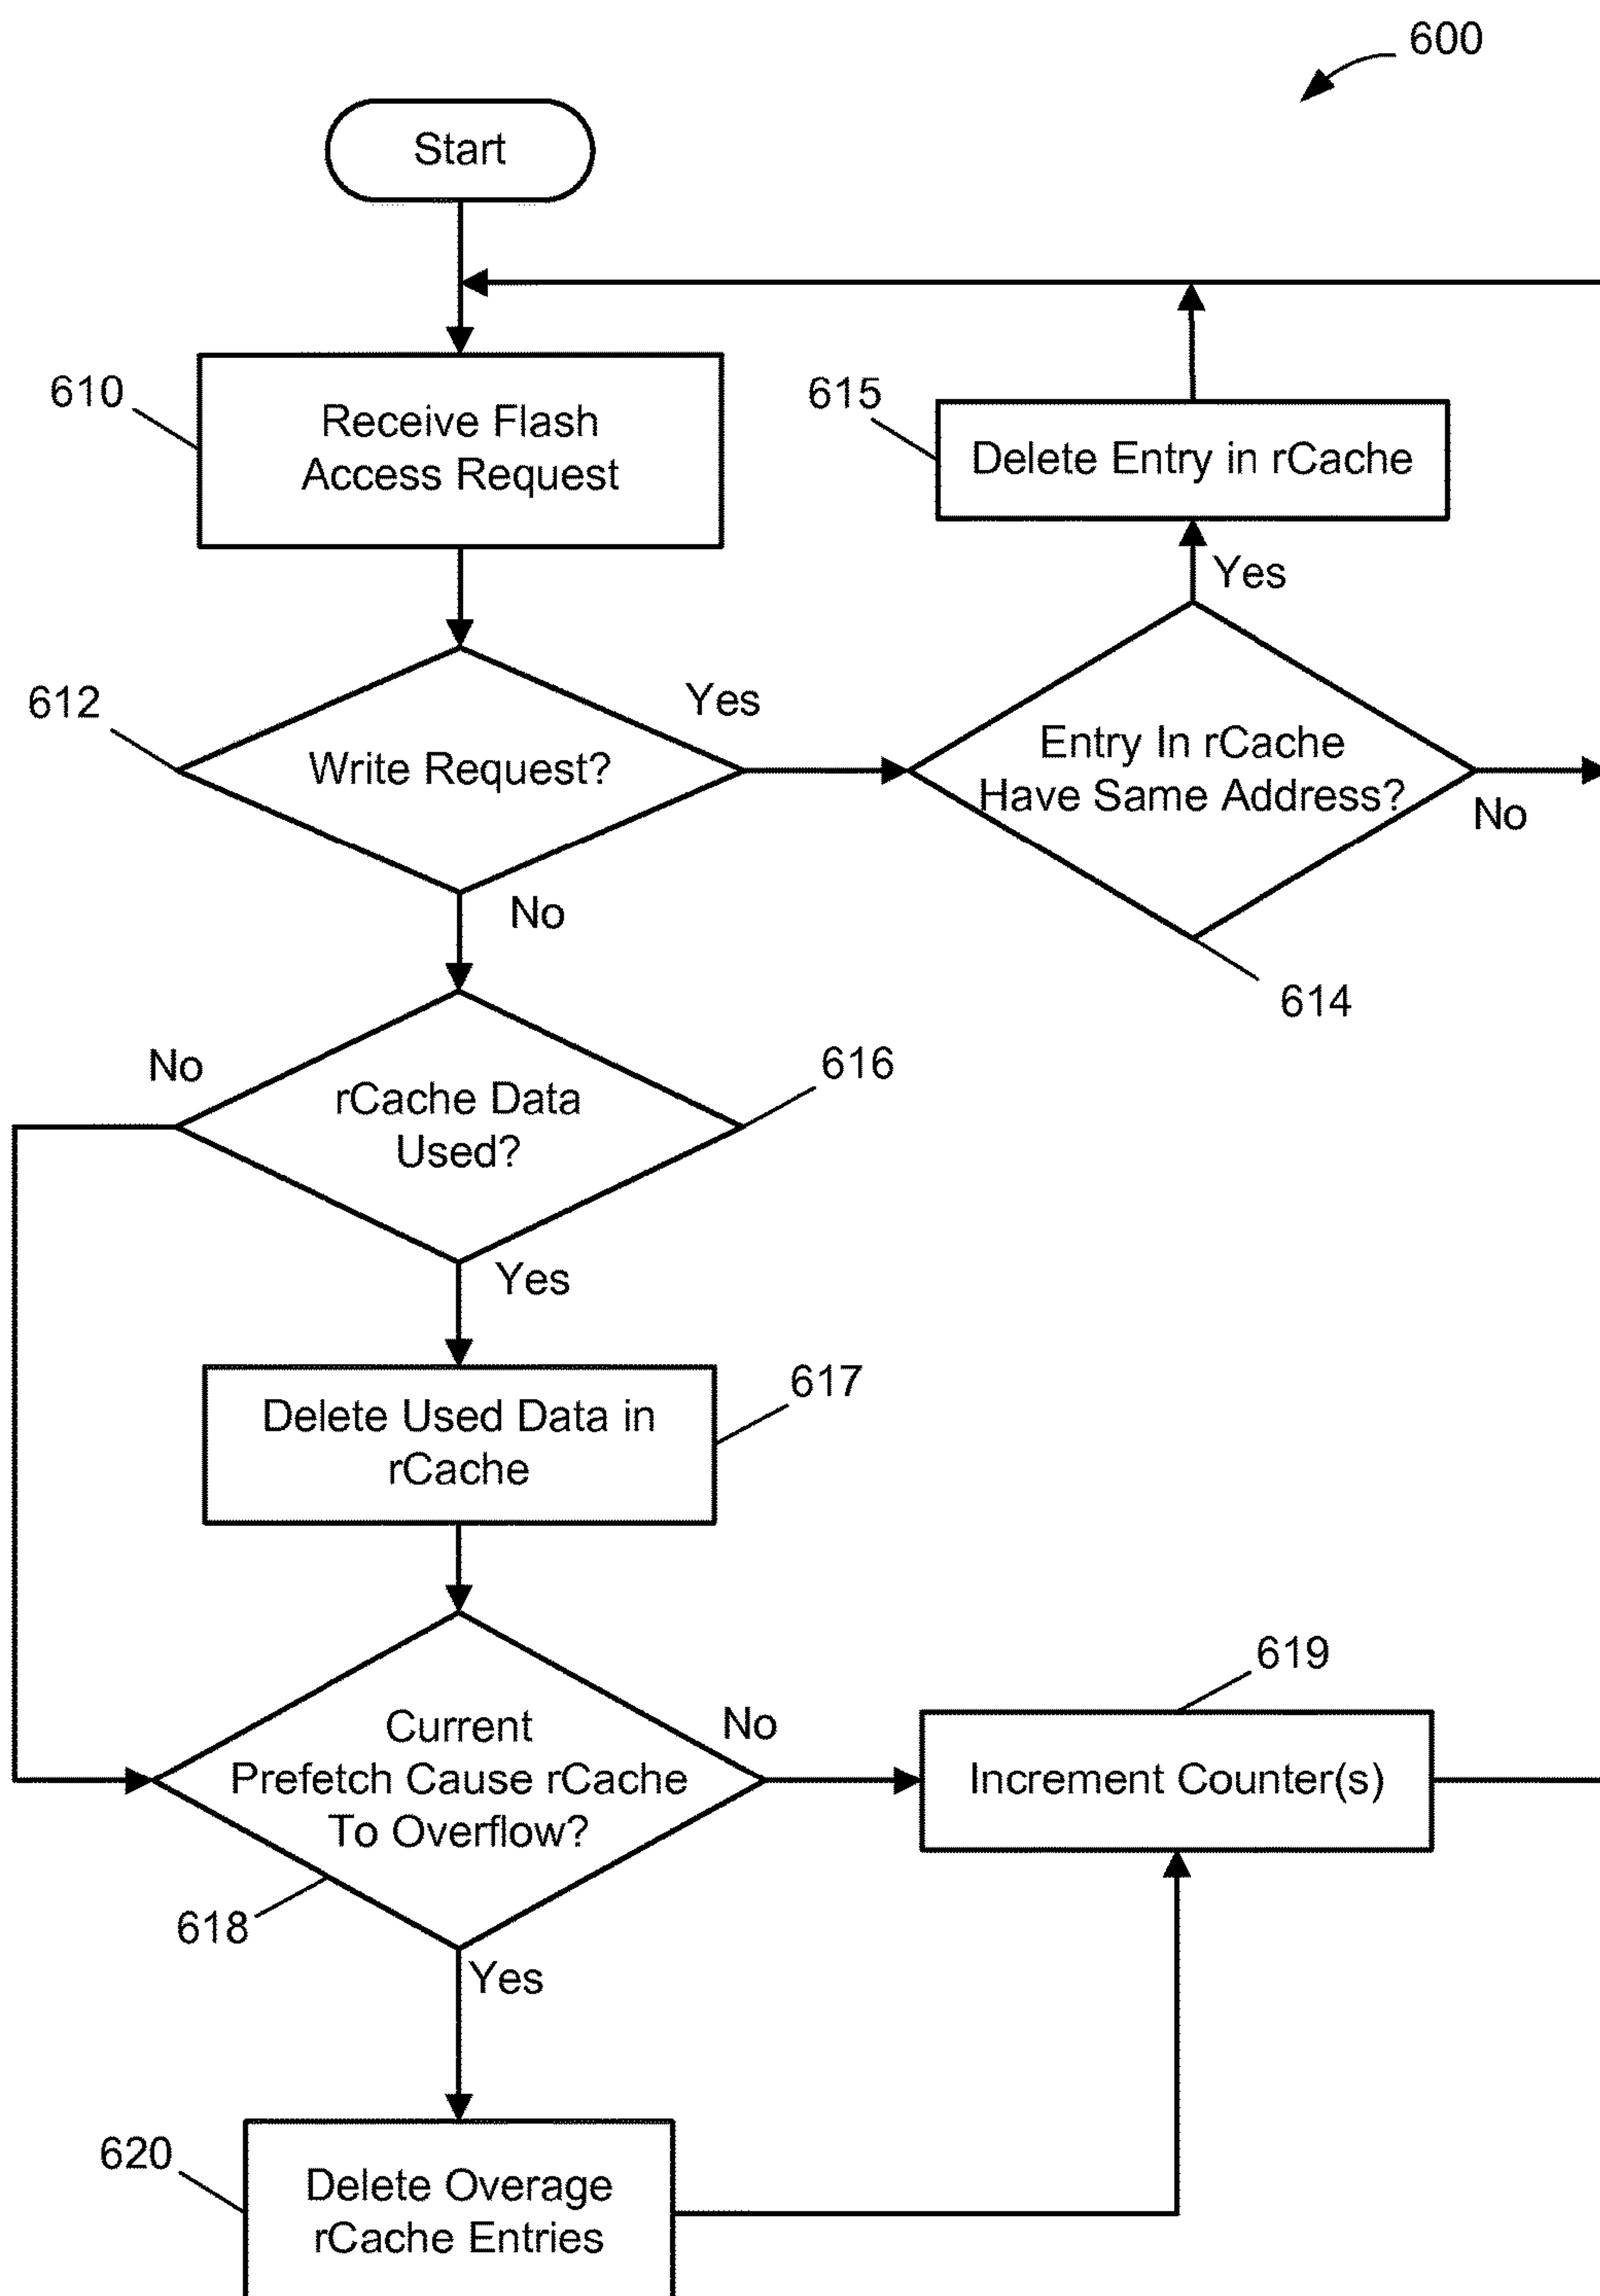 600
Start
610
Receive Flash
Access Request
615
Delete Entry in rCache
Yes
612
Write Request?
Yes
Entry In rCache
Have Same Address?
No
614
No
No
rCache Data
Used?
616
Yes
Delete Used Data in
rCache
617
Current
Prefetch Cause rCache
To Overflow?
No
618
619
Increment Counter(s)
Yes
620
Delete Overage
rCache Entries